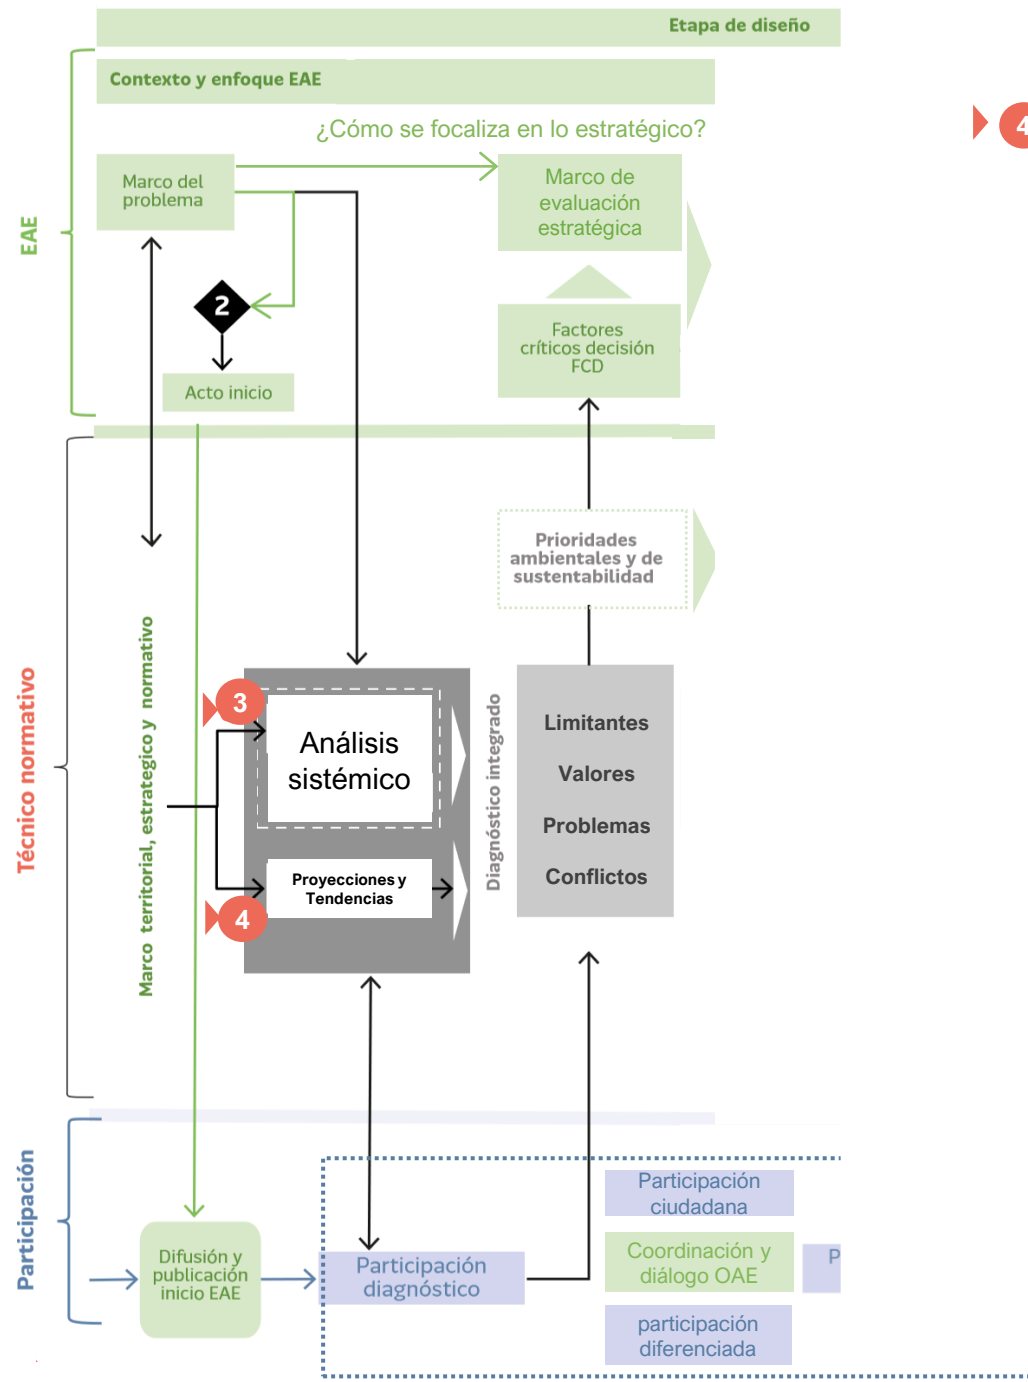 Etapa de diseño
Contexto y enfoque EAE
¿Cómo se focaliza en lo estratégico?
4
EAE
Marco del
problema
Marco de
evaluación
estratégica
2
Factores
críticos decisión
FCD
Acto inicio
Prioridades
ambientales y de
sustentabilidad
Técnico normativo
Marco territorial, estrategico y normativo
3
Análisis
sistémico
Proyecciones y
Tendencias
4
Diagnóstico integrado
Limitantes
Valores
Problemas
Conflictos
Participación
Difusión y
publicación
inicio EAE
Participación
diagnóstico
Participación
ciudadana
Coordinación y
diálogo OAE
P
participación
diferenciada